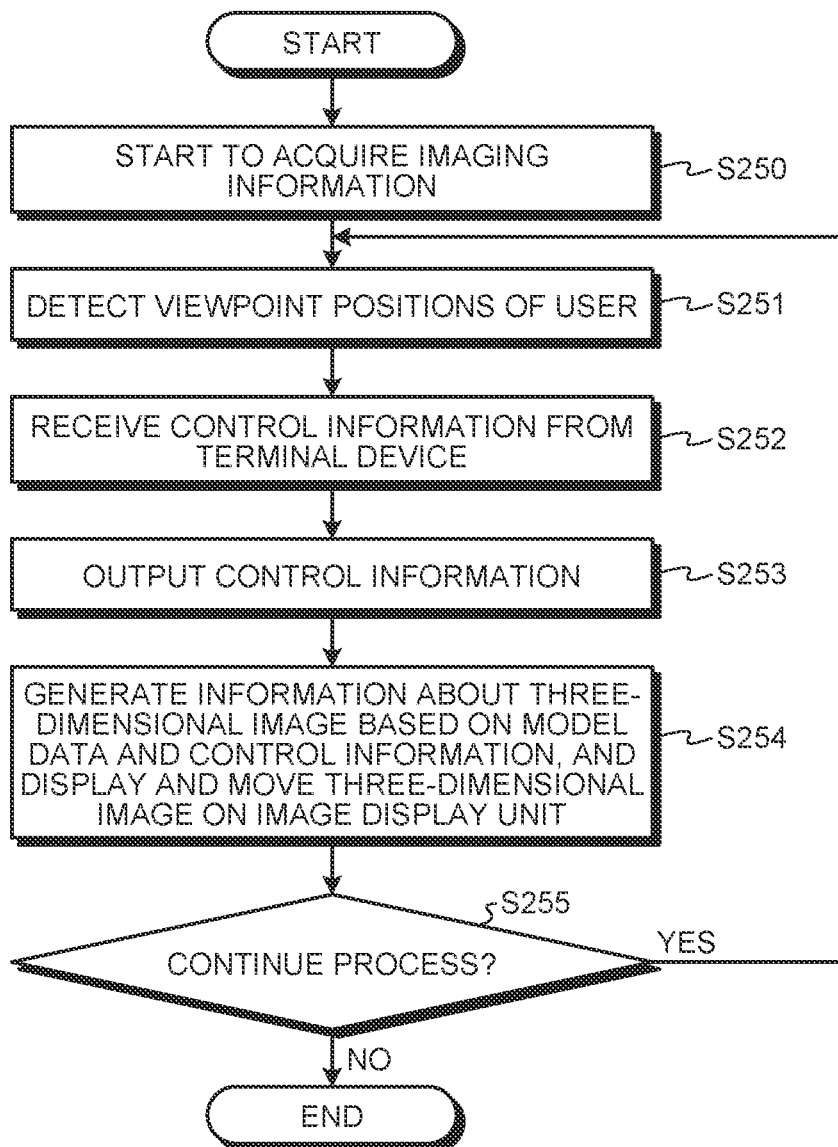 START
START TO ACQUIRE IMAGING
INFORMATION
S250
DETECT VIEWPOINT POSITIONS OF USER
S251
RECEIVE CONTROL INFORMATION FROM
TERMINAL DEVICE
S252
OUTPUT CONTROL INFORMATION
S253
GENERATE INFORMATION ABOUT THREE-
DIMENSIONAL IMAGE BASED ON MODEL
DATA AND CONTROL INFORMATION, AND
DISPLAY AND MOVE THREE-DIMENSIONAL
IMAGE ON IMAGE DISPLAY UNIT
S254
S255
CONTINUE PROCESS?
YES
NO
END